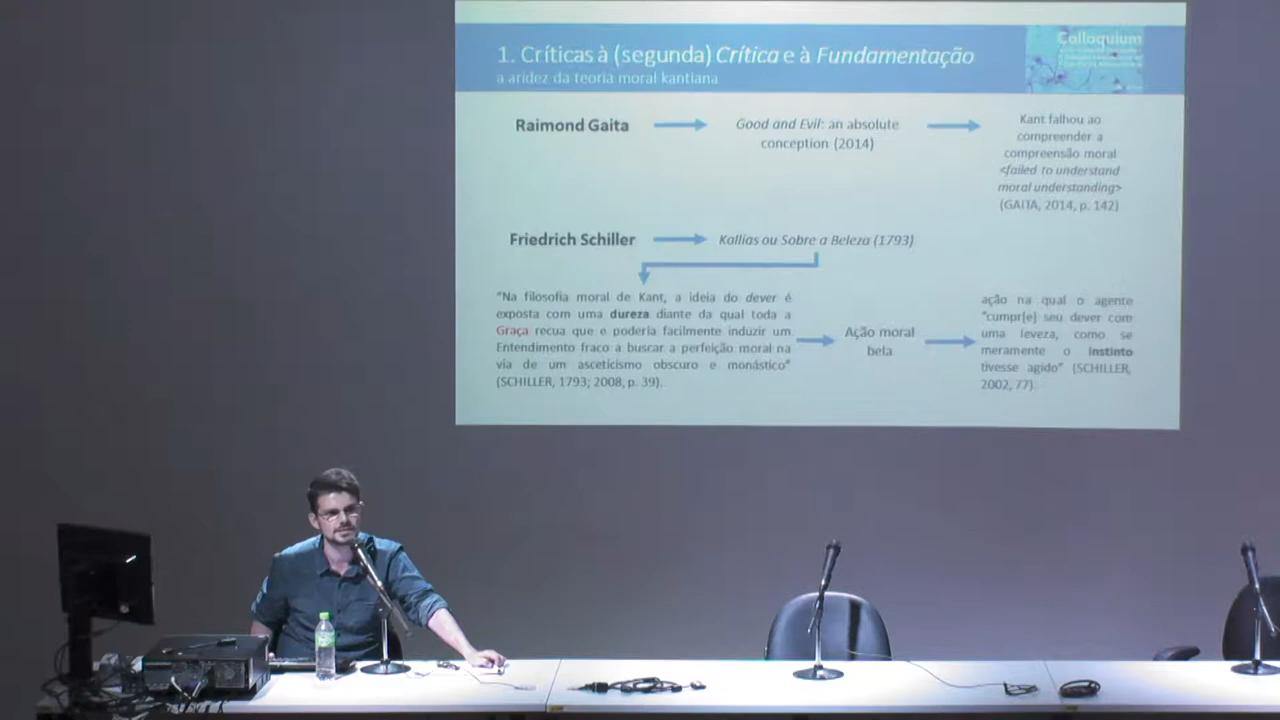 1. Críticas à (segunda) Crítica e à Fundamentação
a aridez da teoria moral kantiana
Colloquium
Raimond Gaita
Good and Evil: an absolute
conception (2014)
Kant falhou ao
compreender a
compreensão moral
<failed to understand
moral understanding>
(GAITA, 2014, p. 142)
Friedrich Schiller
Kallias ou Sobre a Beleza (1793)
"Na filosofia moral de Kant, a ideia do dever é
exposta com uma dureza diante da qual toda a
Graça recua que e poderia facilmente induzir um
Entendimento fraco a buscar a perfeição moral na
via de um asceticismo obscuro e monástico"
(SCHILLER, 1793; 2008, p. 39).
Ação moral
bela
ação na qual o agente
"cumpr[e] seu dever com
uma leveza, como se
meramente o instinto
tivesse agido" (SCHILLER,
2002, 77).